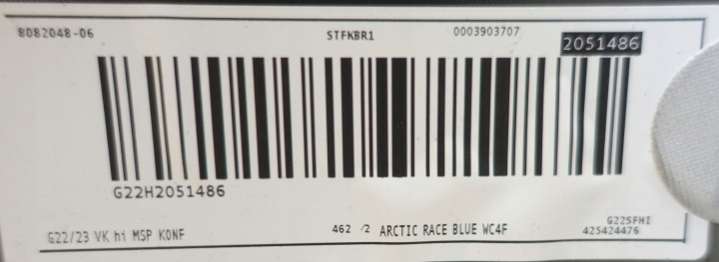 8082048-06 STFKBR1 0003903707 2051486
G22H2051486
G22/23 VK hi MSP KONF 462 /2 ARCTIC RACE BLUE WC4F G22SFHI
425424476